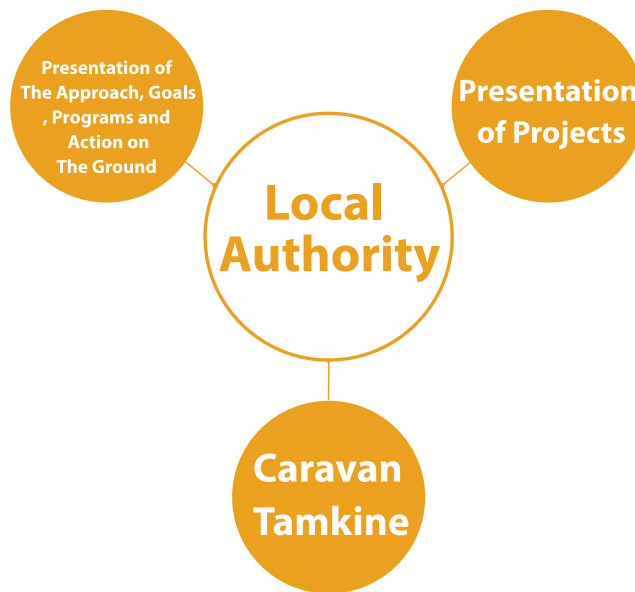 Presentation of
The Approach, Goals
, Programs and
Action on
The Ground
Presentation
of Projects
Local
Authority
Caravan
Tamkine